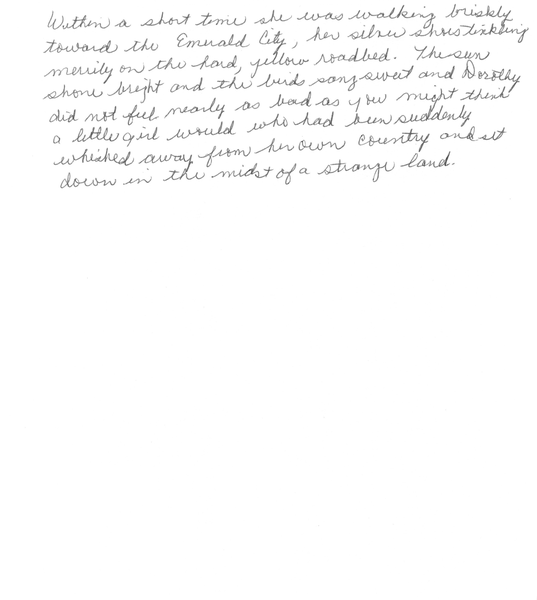 Within a short time she was walking briskly
toward the Emerald City, her silver shoes tinkling
merrily on the hard, yellow roadbed. The sun
shone bright and the birds sang sweet and Dorothy
did not feel nearly as bad as you might think
a little girl would who had been suddenly
whisked away from her own country and set
down in the midst of a strange land.